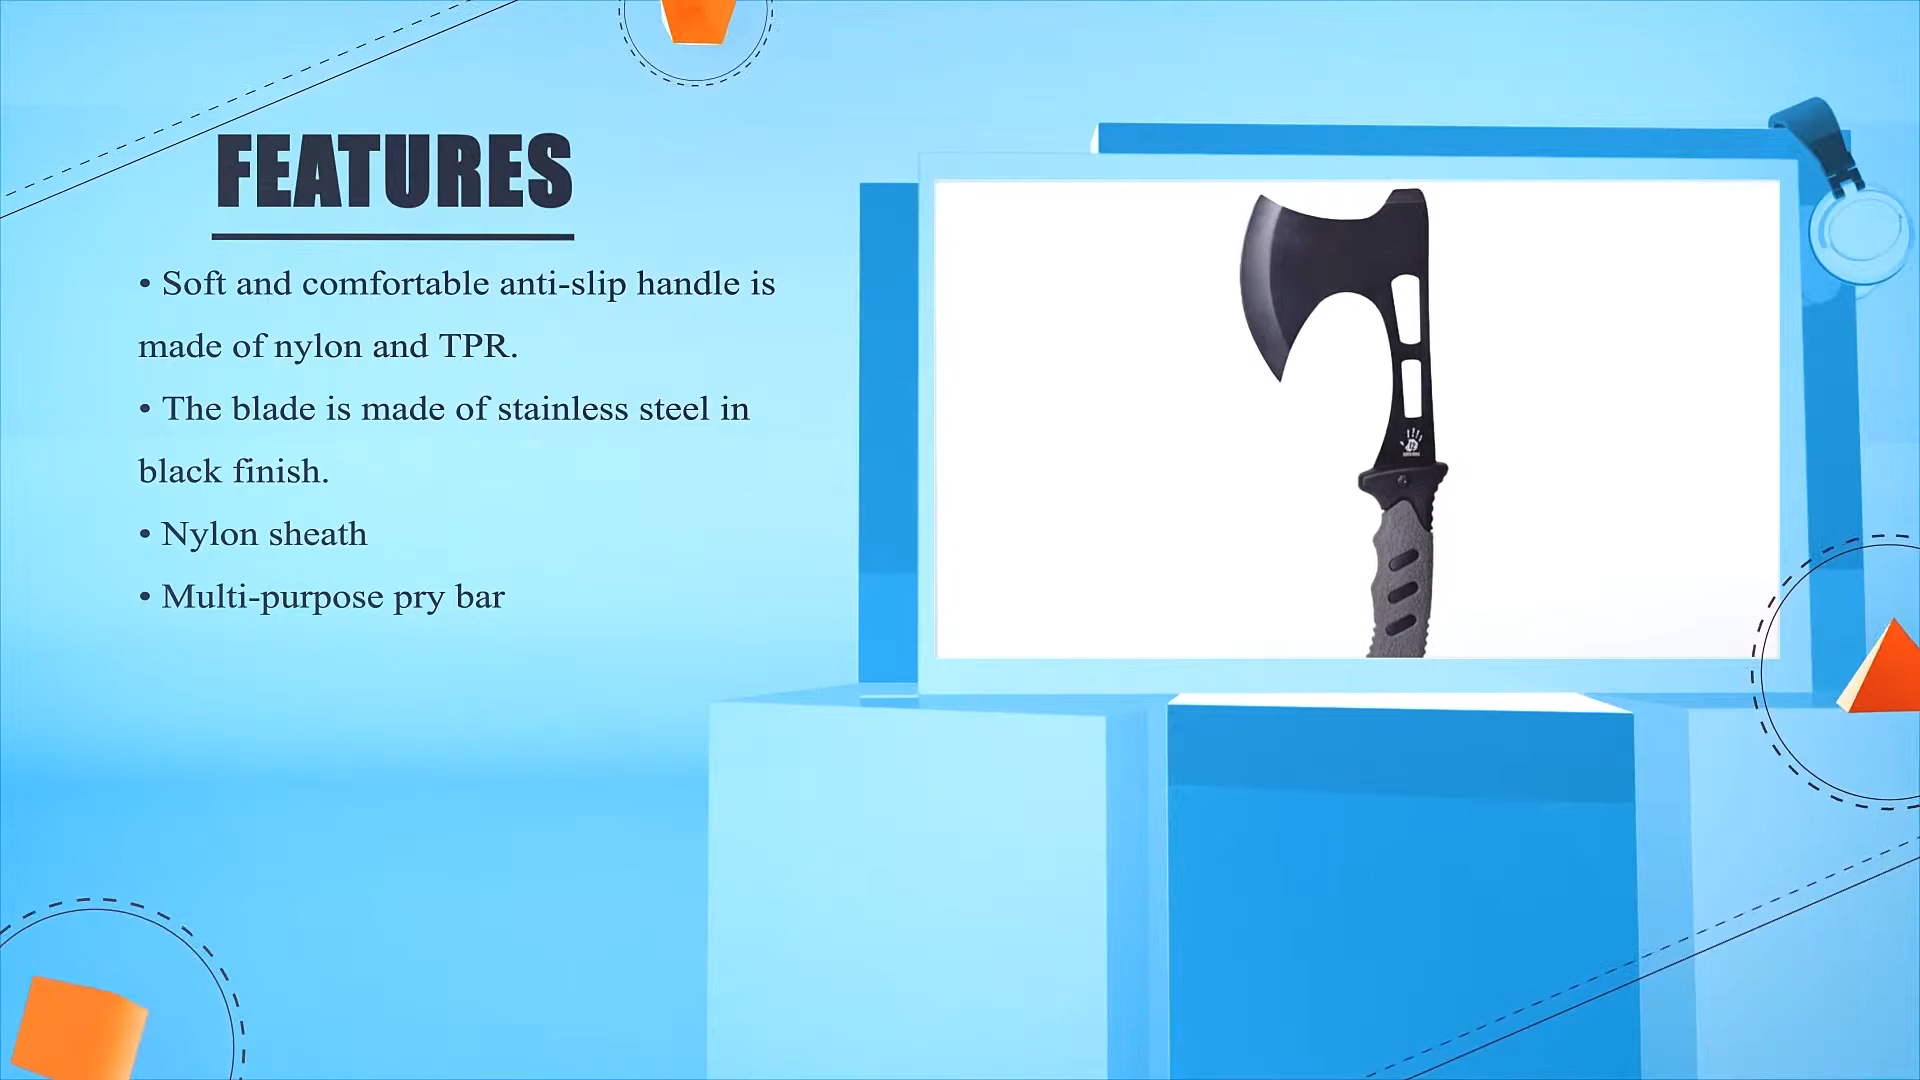 FEATURES
• Soft and comfortable anti-slip handle is
made of nylon and TPR.
• The blade is made of stainless steel in
black finish.
• Nylon sheath
• Multi-purpose pry bar